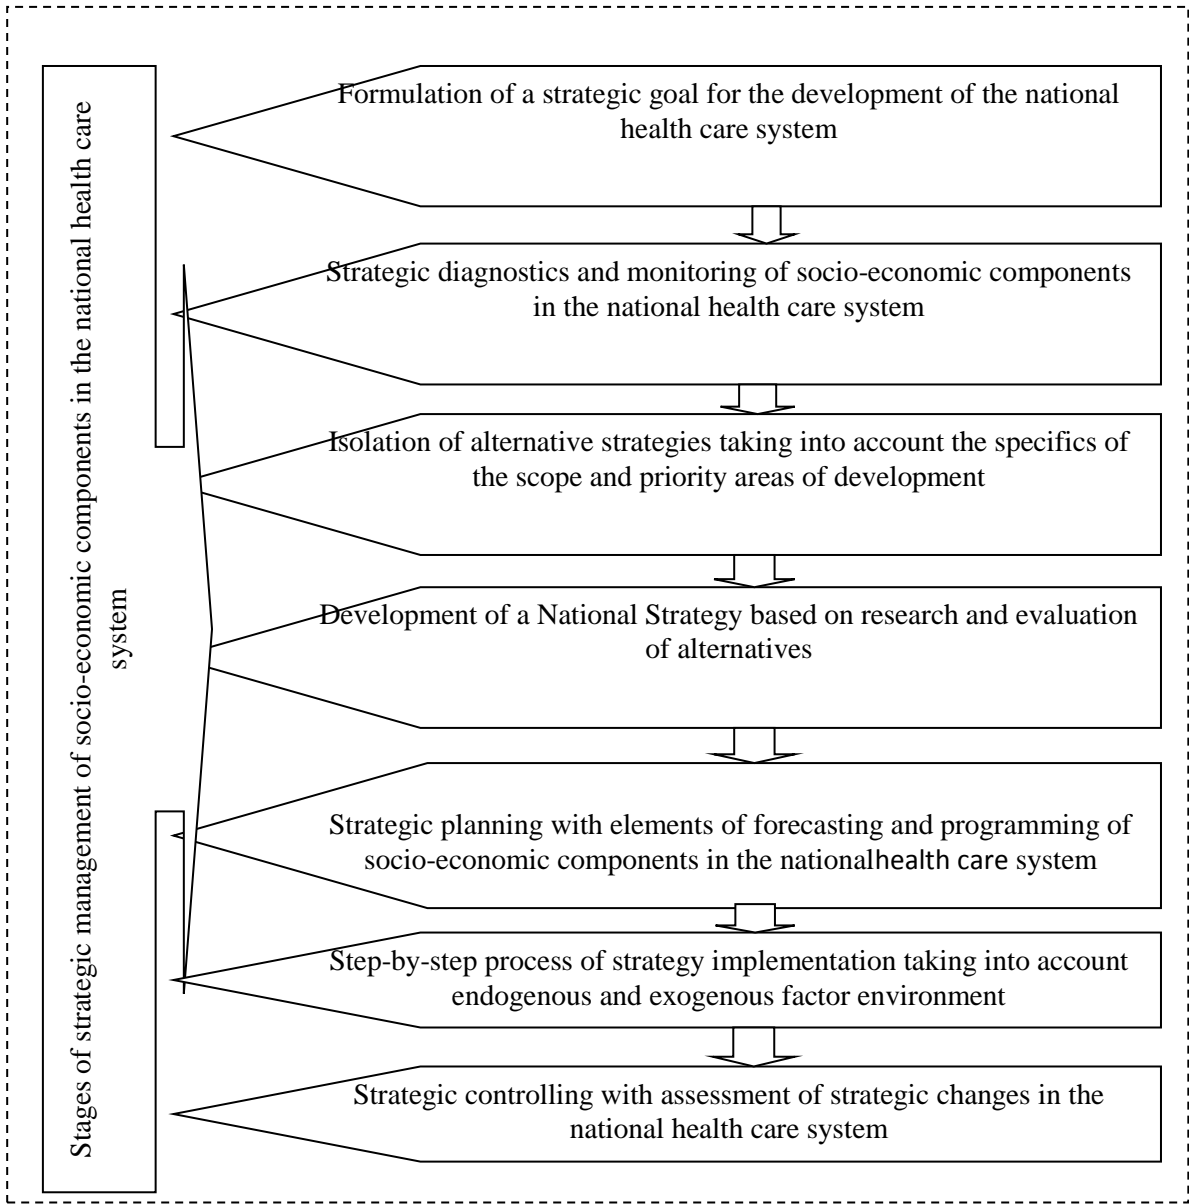 Stages of strategic management of socio-economic components in the national health care
system
Formulation of a strategic goal for the development of the national
health care system
Strategic diagnostics and monitoring of socio-economic components
in the national health care system
Isolation of alternative strategies taking into account the specifics of
the scope and priority areas of development
Development of a National Strategy based on research and evaluation
of alternatives
Strategic planning with elements of forecasting and programming of
socio-economic components in the nationalhealth care system
Step-by-step process of strategy implementation taking into account
endogenous and exogenous factor environment
Strategic controlling with assessment of strategic changes in the
national health care system